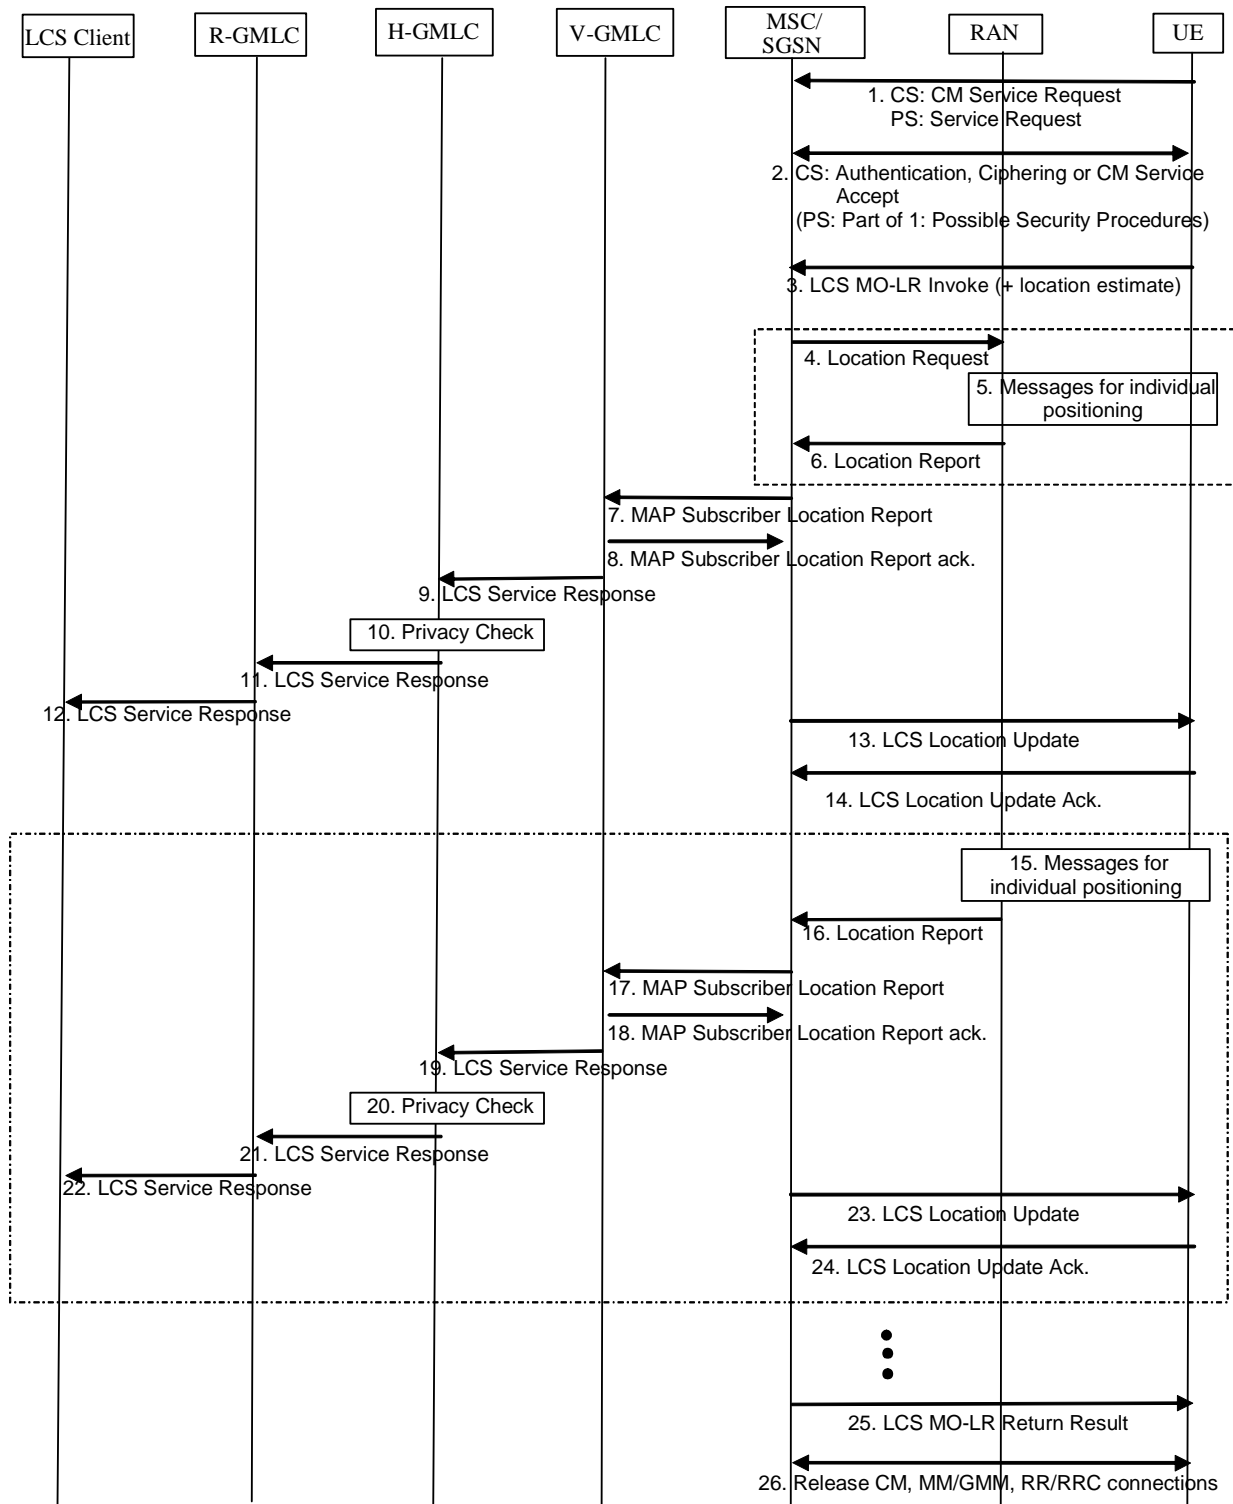 LCS Client
R-GMLC
H-GMLC
V-GMLC
MSC/
SGSN
RAN
UE
1. CS: CM Service Request
PS: Service Request
2. CS: Authentication, Ciphering or CM Service
Accept
(PS: Part of 1: Possible Security Procedures)
3. LCS MO-LR Invoke (+ location estimate)
4. Location Request
5. Messages for individual
positioning
6. Location Report
7. MAP Subscriber Location Report
8. MAP Subscriber Location Report ack.
9. LCS Service Response
10. Privacy Check
11. LCS Service Response
12. LCS Service Response
13. LCS Location Update
14. LCS Location Update Ack.
15. Messages for
individual positioning
16. Location Report
17. MAP Subscriber Location Report
18. MAP Subscriber Location Report ack.
19. LCS Service Response
20. Privacy Check
21. LCS Service Response
22. LCS Service Response
23. LCS Location Update
24. LCS Location Update Ack.
25. LCS MO-LR Return Result
26. Release CM, MM/GMM, RR/RRC connections